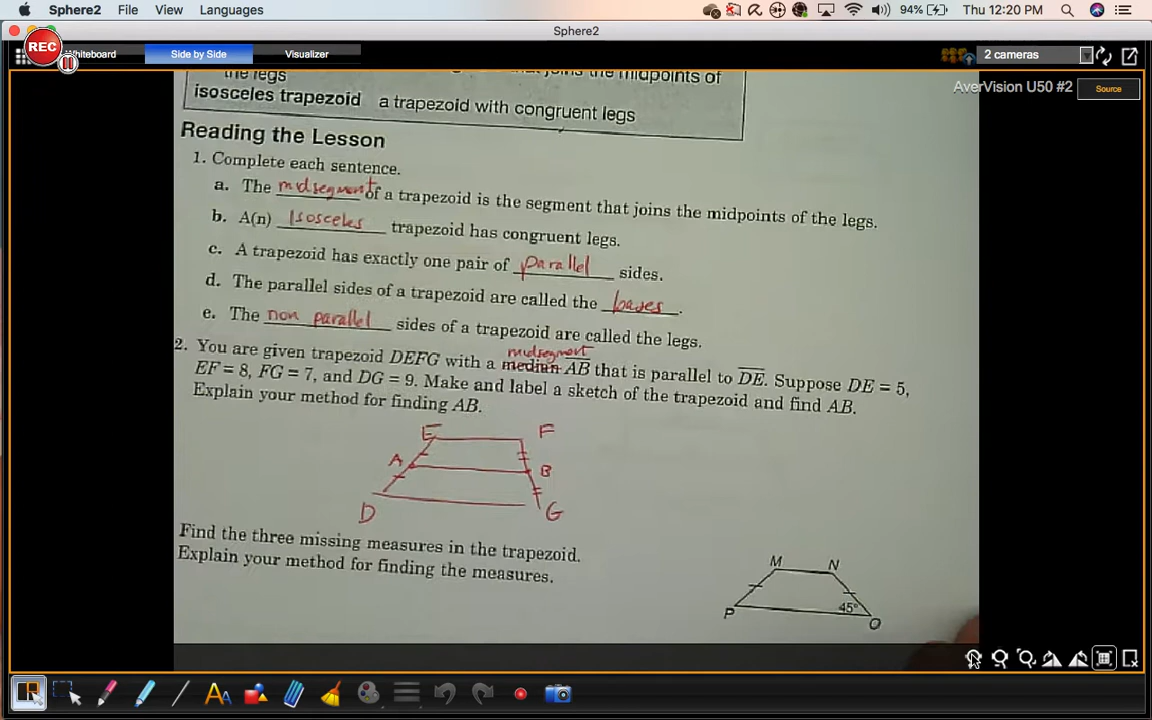 Sphere2 File View Languages 94% Thu 12:20 PM
Sphere2
REC
Whiteboard Side by Side Visualizer 2 cameras
AverVision U50 #2 Source
the legs that joins the midpoints of
isosceles trapezoid a trapezoid with congruent legs
Reading the Lesson
1. Complete each sentence.
a. The midsegment of a trapezoid is the segment that joins the midpoints of the legs.
b. A(n) Isosceles trapezoid has congruent legs.
c. A trapezoid has exactly one pair of parallel sides.
d. The parallel sides of a trapezoid are called the bases.
e. The non parallel sides of a trapezoid are called the legs.
midsegment
2. You are given trapezoid DEFG with a median AB that is parallel to DE. Suppose DE = 5,
EF = 8, FG = 7, and DG = 9. Make and label a sketch of the trapezoid and find AB.
Explain your method for finding AB.
E F
A B
D G
Find the three missing measures in the trapezoid.
Explain your method for finding the measures.
M N
P 45° O